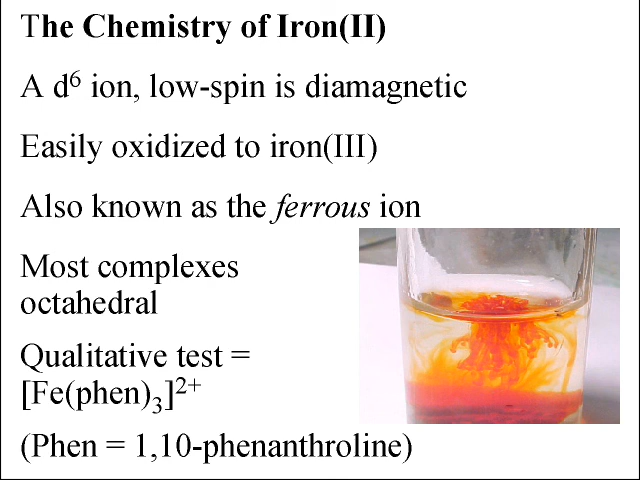 The Chemistry of Iron(II)
A d⁶ ion, low-spin is diamagnetic
Easily oxidized to iron(III)
Also known as the ferrous ion
Most complexes
octahedral
Qualitative test =
[Fe(phen)₃]²⁺
(Phen = 1,10-phenanthroline)